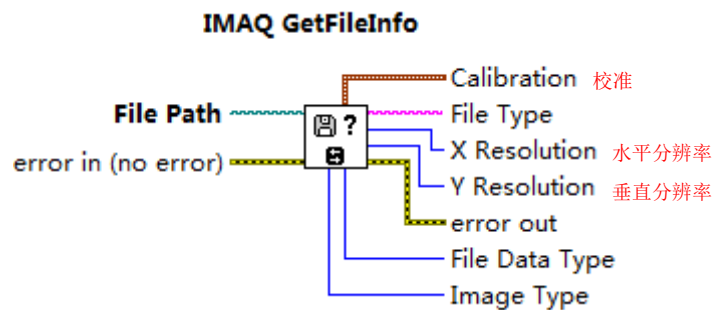 IMAQ GetFileInfo
Calibration 校准
File Path
File Type
?
X Resolution 水平分辨率
error in (no error)
Y Resolution 垂直分辨率
error out
File Data Type
Image Type